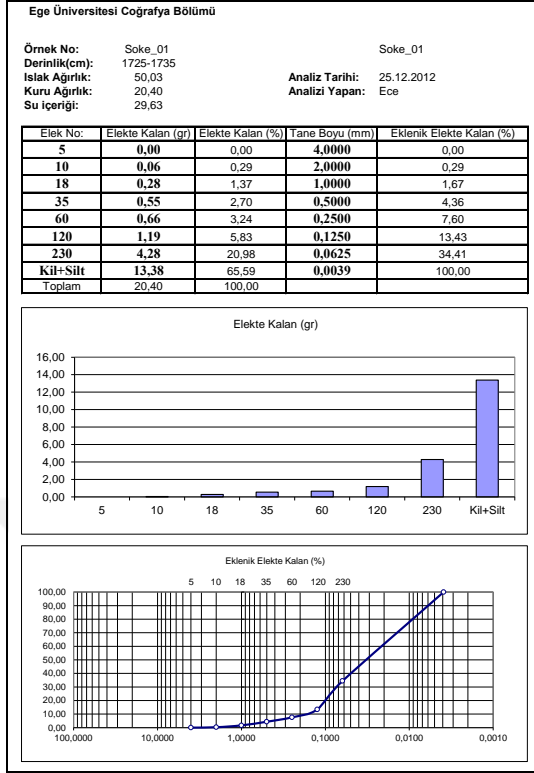 Ege Üniversitesi Coğrafya Bölümü
Örnek No: Soke_01 Soke_01
Derinlik(cm): 1725-1735
Islak Ağırlık: 50,03 Analiz Tarihi: 25.12.2012
Kuru Ağırlık: 20,40 Analizi Yapan: Ece
Su içeriği: 29,63
Elek No: Elekte Kalan (gr) Elekte Kalan (%) Tane Boyu (mm) Eklenik Elekte Kalan (%)
5 0,00 0,00 4,0000 0,00
10 0,06 0,29 2,0000 0,29
18 0,28 1,37 1,0000 1,67
35 0,55 2,70 0,5000 4,36
60 0,66 3,24 0,2500 7,60
120 1,19 5,83 0,1250 13,43
230 4,28 20,98 0,0625 34,41
Kil+Silt 13,38 65,59 0,0039 100,00
Toplam 20,40 100,00
Elekte Kalan (gr)
16,00
14,00
12,00
10,00
8,00
6,00
4,00
2,00
0,00
5 10 18 35 60 120 230 Kil+Silt
Eklenik Elekte Kalan (%)
5 10 18 35 60 120 230
100,00
90,00
80,00
70,00
60,00
50,00
40,00
30,00
20,00
10,00
0,00
100,0000 10,0000 1,0000 0,1000 0,0100 0,0010